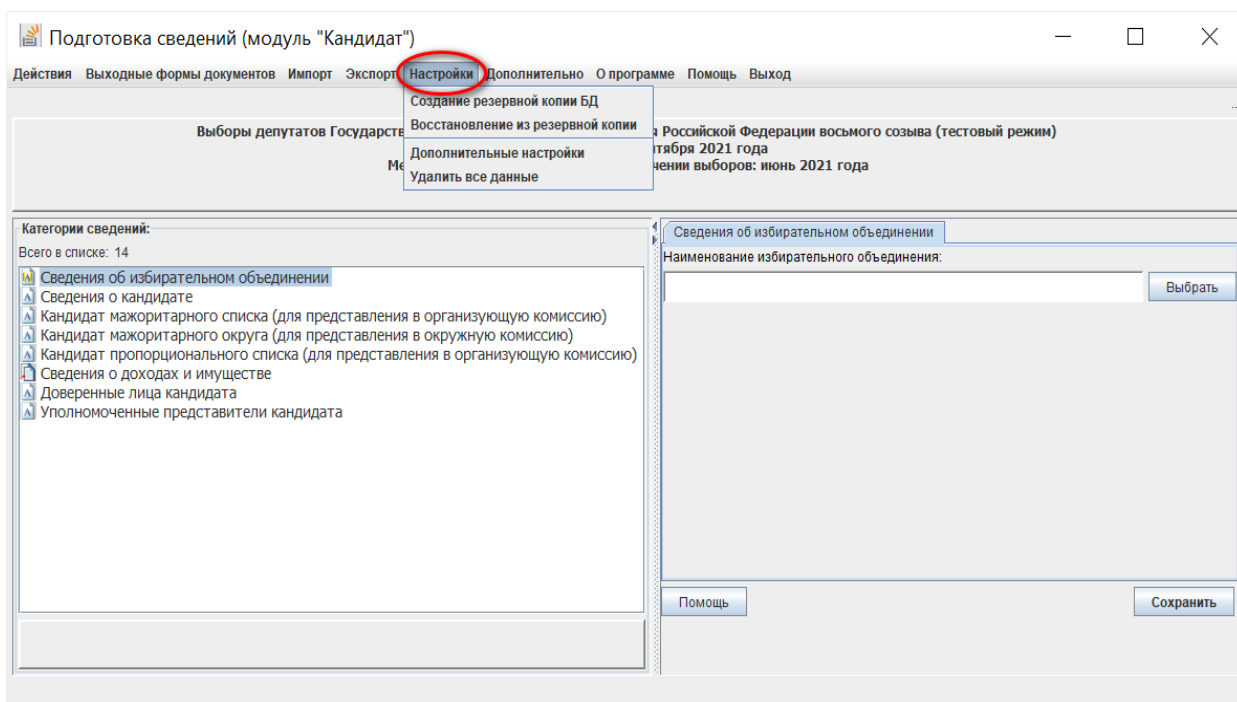 Подготовка сведений (модуль "Кандидат")
Действия Выходные формы документов Импорт Экспорт Настройки Дополнительно О программе Помощь Выход
Создание резервной копии БД
Восстановление из резервной копии
Дополнительные настройки
Удалить все данные
..
Выборы депутатов Государств я Российской Федерации восьмого созыва (тестовый режим)
нтября 2021 года
Ме чении выборов: июнь 2021 года
Категории сведений:
Всего в списке: 14
Сведения об избирательном объединении
Сведения о кандидате
Кандидат мажоритарного списка (для представления в организующую комиссию)
Кандидат мажоритарного округа (для представления в окружную комиссию)
Кандидат пропорционального списка (для представления в организующую комиссию)
Сведения о доходах и имуществе
Доверенные лица кандидата
Уполномоченные представители кандидата
Сведения об избирательном объединении
Наименование избирательного объединения:
Выбрать
Помощь
Сохранить